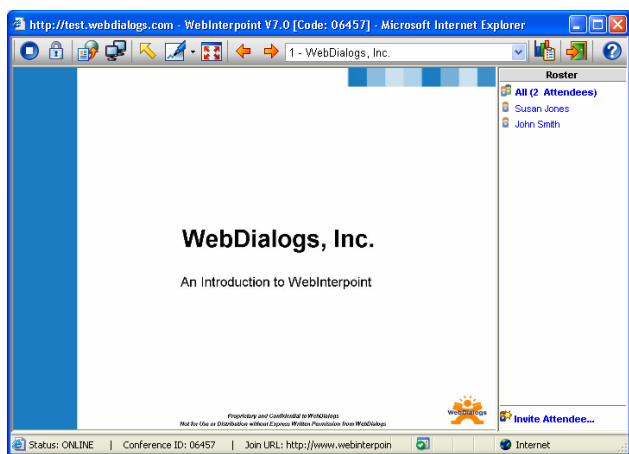 http://test.webdialogs.com - WebInterpoint V7.0 [Code: 06457] - Microsoft Internet Explorer
1 - WebDialogs, Inc.
Roster
All (2 Attendees)
Susan Jones
John Smith
WebDialogs, Inc.
An Introduction to WebInterpoint
Proprietary and Confidential to WebDialogs
Not for Use or Distribution without Express Written Permission from WebDialogs
WebDialogs
Invite Attendee...
Status: ONLINE | Conference ID: 06457 | Join URL: http://www.webinterpoin
Internet